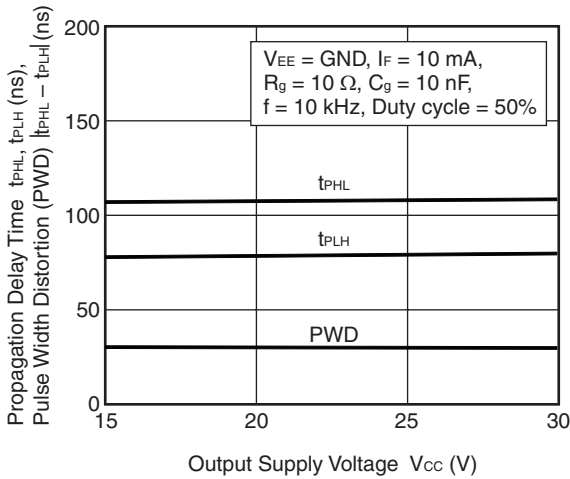 Propagation Delay Time tPHL, tPLH (ns),
Pulse Width Distortion (PWD) |tPHL – tPLH| (ns)
200
150
100
50
0
VEE = GND, IF = 10 mA,
Rg = 10 Ω, Cg = 10 nF,
f = 10 kHz, Duty cycle = 50%
tPHL
tPLH
PWD
15 20 25 30
Output Supply Voltage VCC (V)